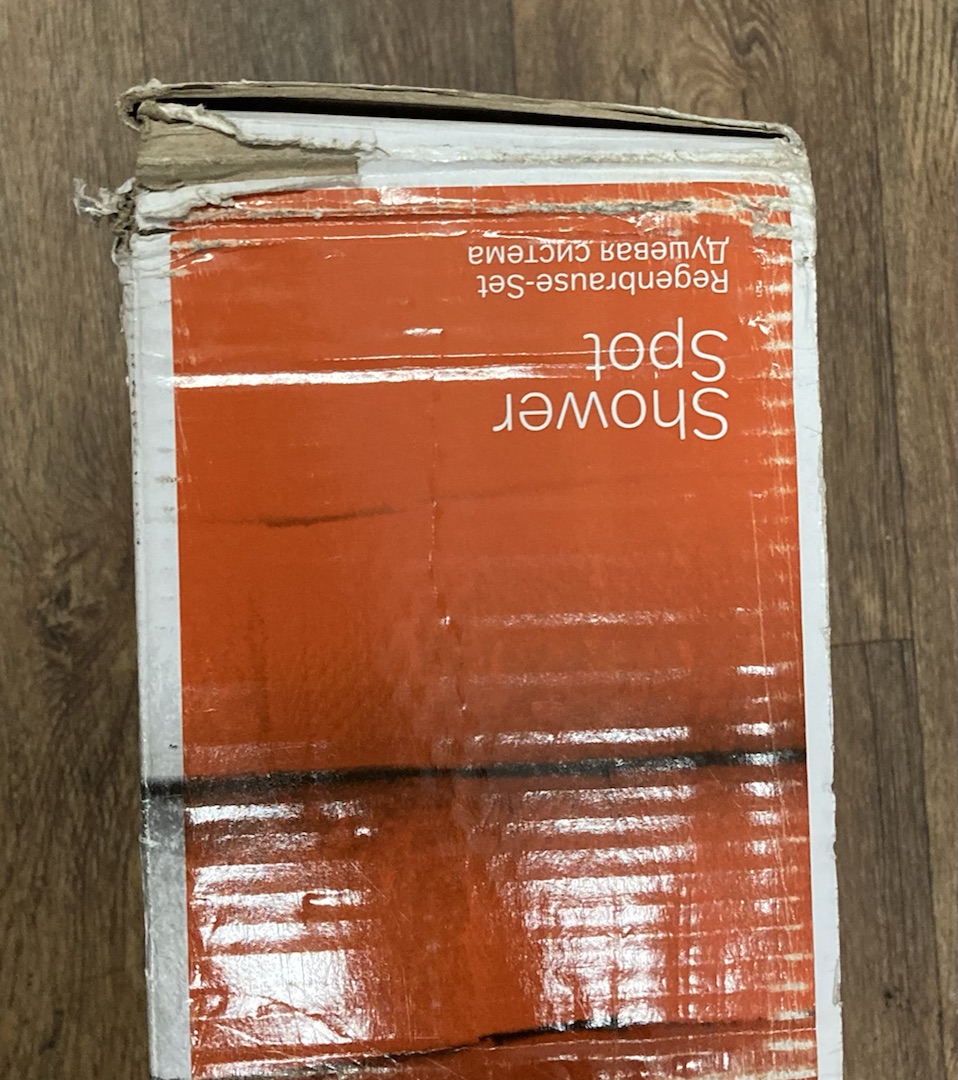 Shower
Spot
Regenbrause-Set
Душевая система